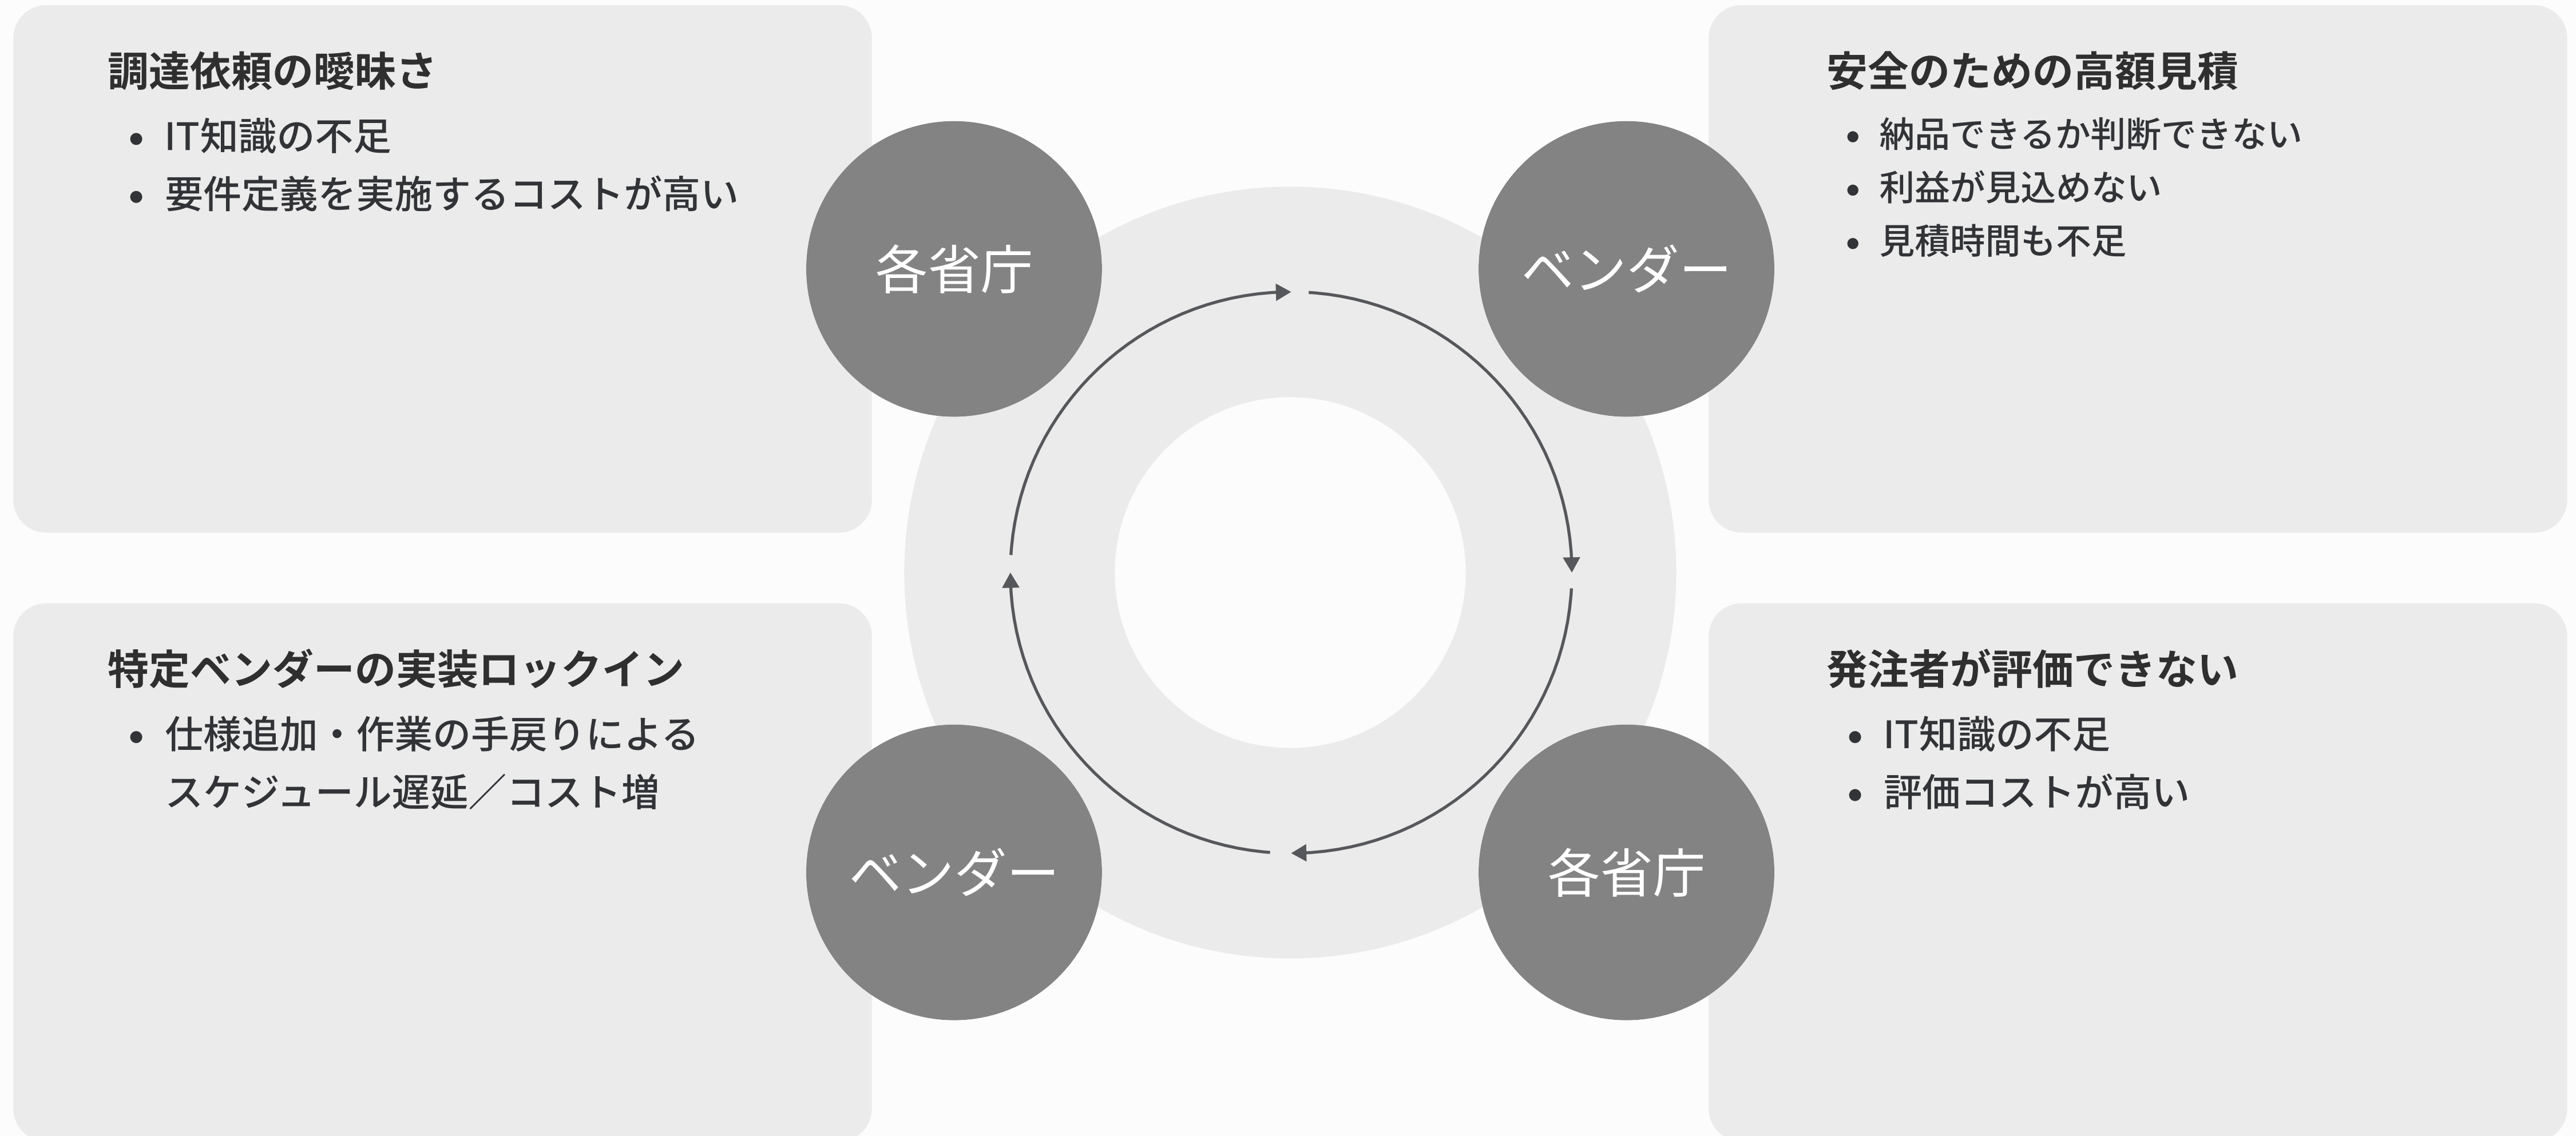 調達依頼の曖昧さ
• IT知識の不足
• 要件定義を実施するコストが高い
各省庁
安全のための高額見積
• 納品できるか判断できない
• 利益が見込めない
• 見積時間も不足
ベンダー
特定ベンダーの実装ロックイン
• 仕様追加・作業の手戻りによる
スケジュール遅延／コスト増
ベンダー
発注者が評価できない
• IT知識の不足
• 評価コストが高い
各省庁